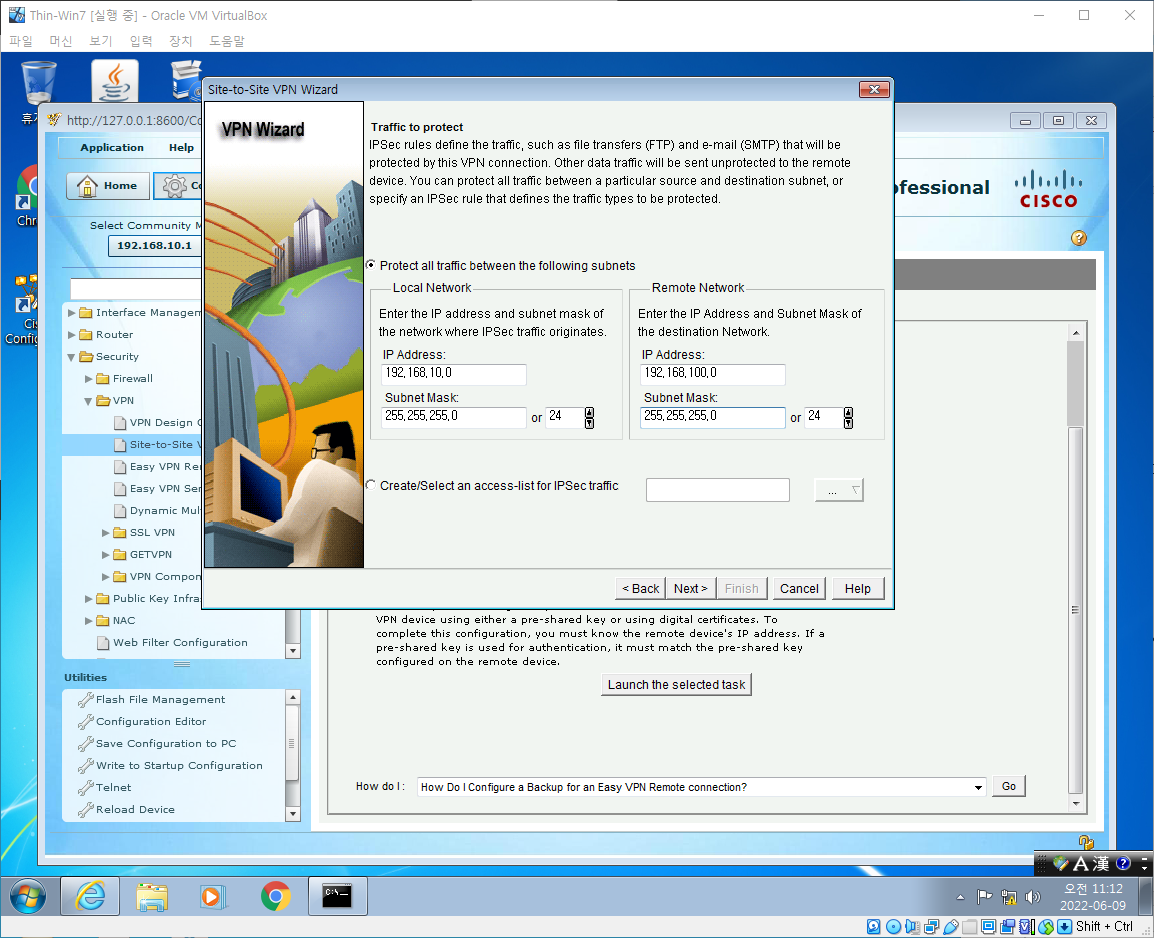 Thin-Win7 [실행 중] - Oracle VM VirtualBox
파일 머신 보기 입력 장치 도움말
http://127.0.0.1:8600/Co
Application Help
Home
Select Community M
192.168.10.1
Interface Managem
Router
Security
Firewall
VPN
VPN Design G
Site-to-Site V
Easy VPN Re
Easy VPN Ser
Dynamic Mul
SSL VPN
GETVPN
VPN Compon
Public Key Infra
NAC
Web Filter Configuration
Utilities
Flash File Management
Configuration Editor
Save Configuration to PC
Write to Startup Configuration
Telnet
Reload Device
Site-to-Site VPN Wizard
VPN Wizard
Traffic to protect
IPSec rules define the traffic, such as file transfers (FTP) and e-mail (SMTP) that will be
protected by this VPN connection. Other data traffic will be sent unprotected to the remote
device. You can protect all traffic between a particular source and destination subnet, or
specify an IPSec rule that defines the traffic types to be protected.
Protect all traffic between the following subnets
Local Network
Enter the IP address and subnet mask of
the network where IPSec traffic originates.
IP Address:
192,168,10,0
Subnet Mask:
255,255,255,0 or 24
Remote Network
Enter the IP Address and Subnet Mask of
the destination Network.
IP Address:
192,168,100,0
Subnet Mask:
255,255,255,0 or 24
Create/Select an access-list for IPSec traffic
...
< Back Next > Finish Cancel Help
ofessional
CISCO
VPN device using either a pre-shared key or using digital certificates. To
complete this configuration, you must know the remote device's IP address. If a
pre-shared key is used for authentication, it must match the pre-shared key
configured on the remote device.
Launch the selected task
How do I : How Do I Configure a Backup for an Easy VPN Remote connection? Go
Chr
Cis
Config
A 漢 ?
C:\
오전 11:12
2022-06-09
Shift + Ctrl